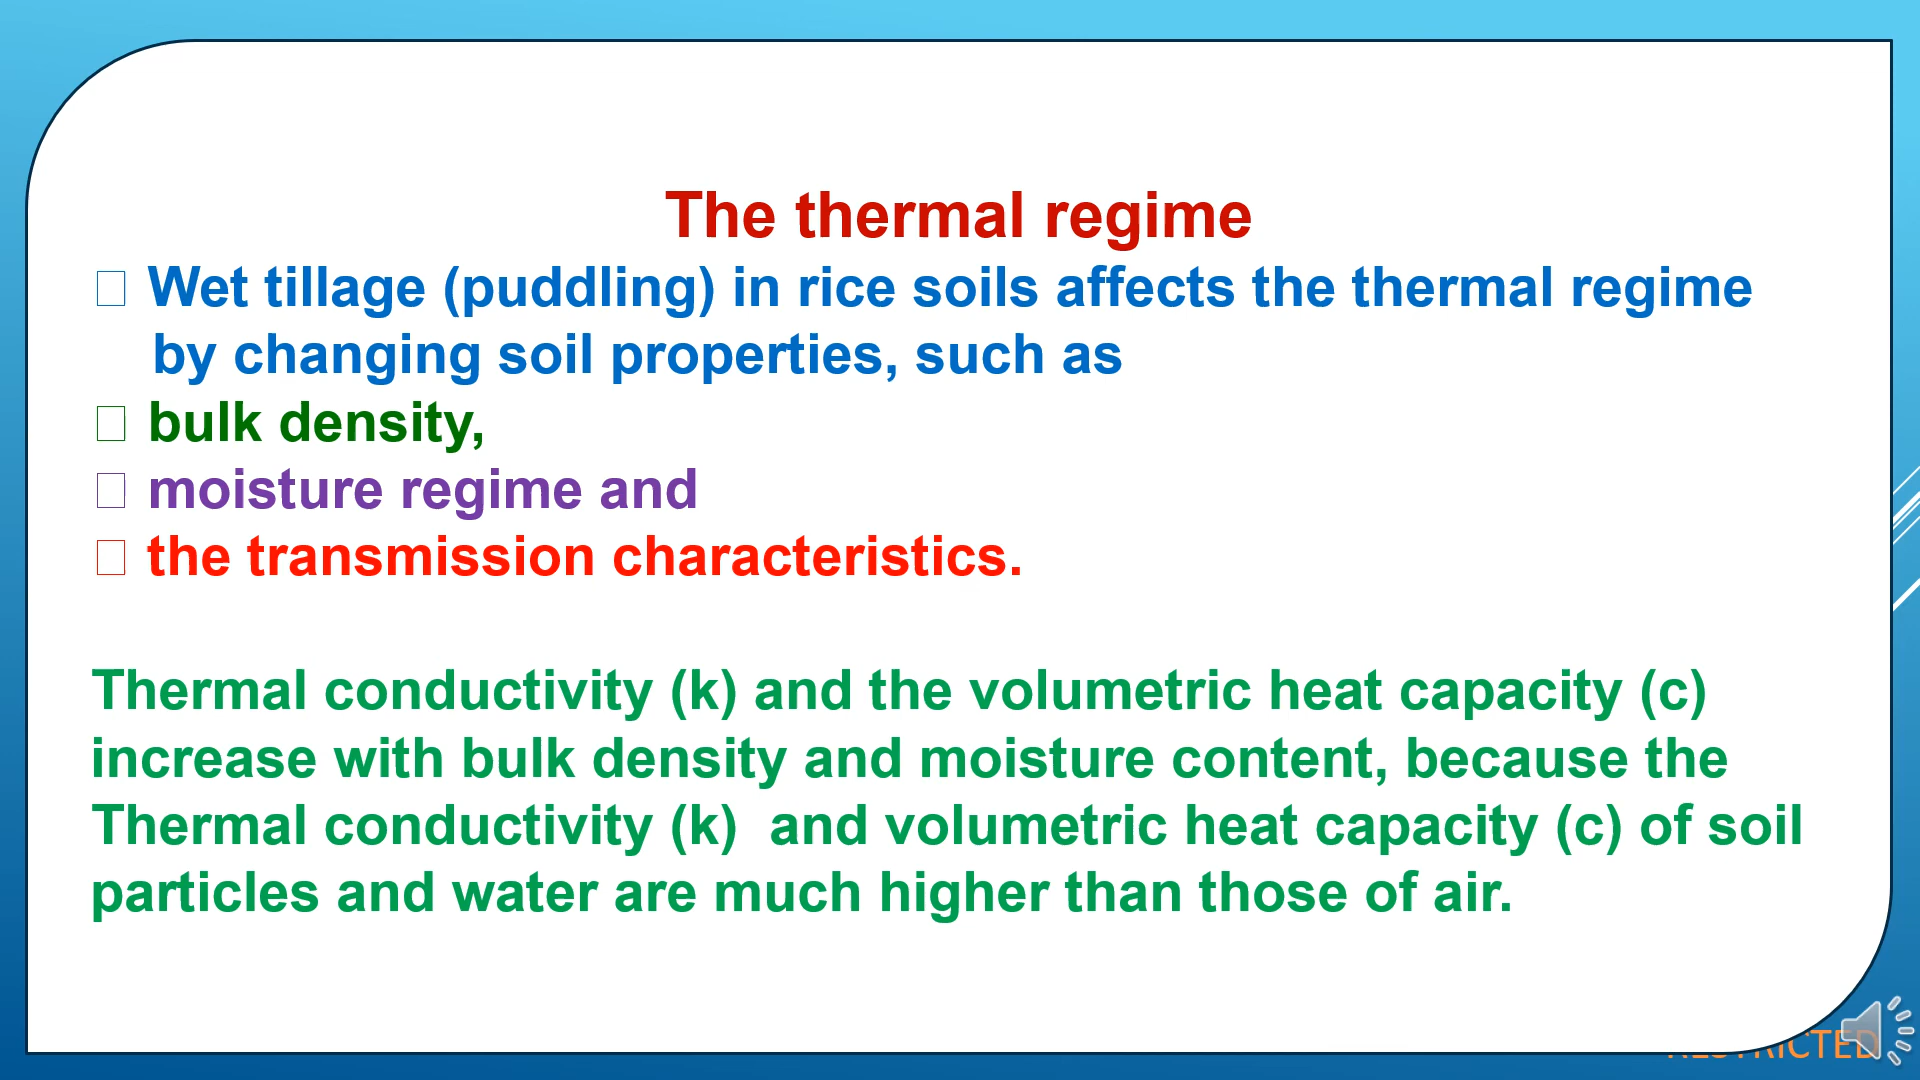 The thermal regime
Wet tillage (puddling) in rice soils affects the thermal regime
by changing soil properties, such as
bulk density,
moisture regime and
the transmission characteristics.
Thermal conductivity (k) and the volumetric heat capacity (c)
increase with bulk density and moisture content, because the
Thermal conductivity (k) and volumetric heat capacity (c) of soil
particles and water are much higher than those of air.
RESTRICTED